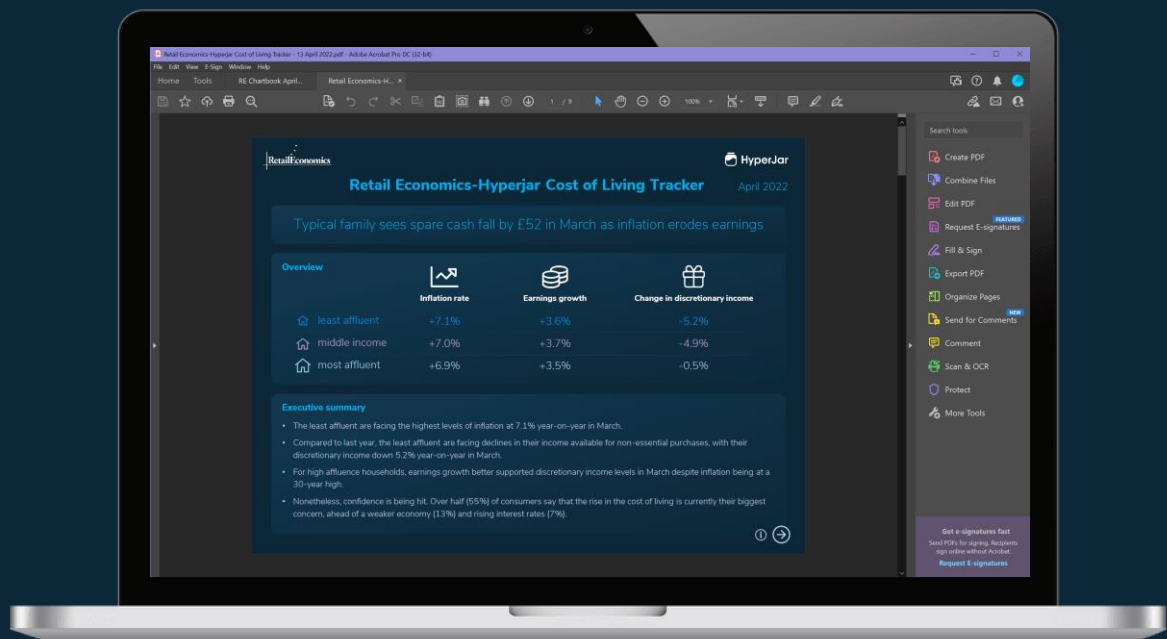 Retail Economics-Hyperjar Cost of Living Tracker - 13 April 2022.pdf - Adobe Acrobat Pro DC (32-bit)
File Edit View E-Sign Window Help
Home Tools RE Chartbook April... Retail Economics-H... ×
1 / 9 100%
Search tools
RetailEconomics
HyperJar
Create PDF
Retail Economics-Hyperjar Cost of Living Tracker April 2022
Combine Files
Edit PDF
FEATURED
Typical family sees spare cash fall by £52 in March as inflation erodes earnings
Request E-signatures
Fill & Sign
Overview
Export PDF
Inflation rate Earnings growth Change in discretionary income
Organize Pages
NEW
least affluent +7.1% +3.6% -5.2%
Send for Comments
middle income +7.0% +3.7% -4.9%
Comment
most affluent +6.9% +3.5% -0.5%
Scan & OCR
Protect
Executive summary
More Tools
• The least affluent are facing the highest levels of inflation at 7.1% year-on-year in March.
• Compared to last year, the least affluent are facing declines in their income available for non-essential purchases, with their
discretionary income down 5.2% year-on-year in March.
• For high affluence households, earnings growth better supported discretionary income levels in March despite inflation being at a
30-year high.
• Nonetheless, confidence is being hit. Over half (55%) of consumers say that the rise in the cost of living is currently their biggest
concern, ahead of a weaker economy (13%) and rising interest rates (7%).
Get e-signatures fast
Send PDFs for signing. Recipients
sign online without Acrobat.
Request E-signatures